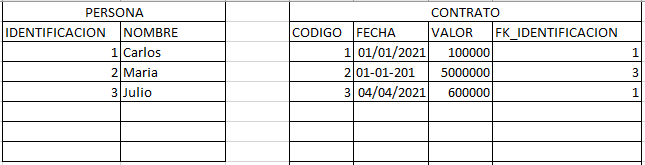 PERSONA CONTRATO
IDENTIFICACION NOMBRE CODIGO FECHA VALOR FK_IDENTIFICACION
1 Carlos 1 01/01/2021 100000 1
2 Maria 2 01-01-201 5000000 3
3 Julio 3 04/04/2021 600000 1